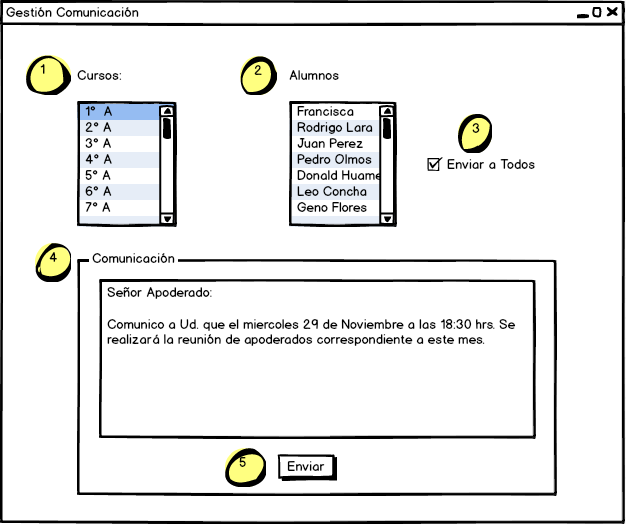 Gestión Comunicación
1
Cursos:
2
Alumnos
1° A
2° A
3° A
4° A
5° A
6° A
7° A
Francisca
Rodrigo Lara
Juan Perez
Pedro Olmos
Donald Huame
Leo Concha
Geno Flores
3
Enviar a Todos
4
Comunicación
Señor Apoderado:
Comunico a Ud. que el miercoles 29 de Noviembre a las 18:30 hrs. Se
realizará la reunión de apoderados correspondiente a este mes.
5
Enviar